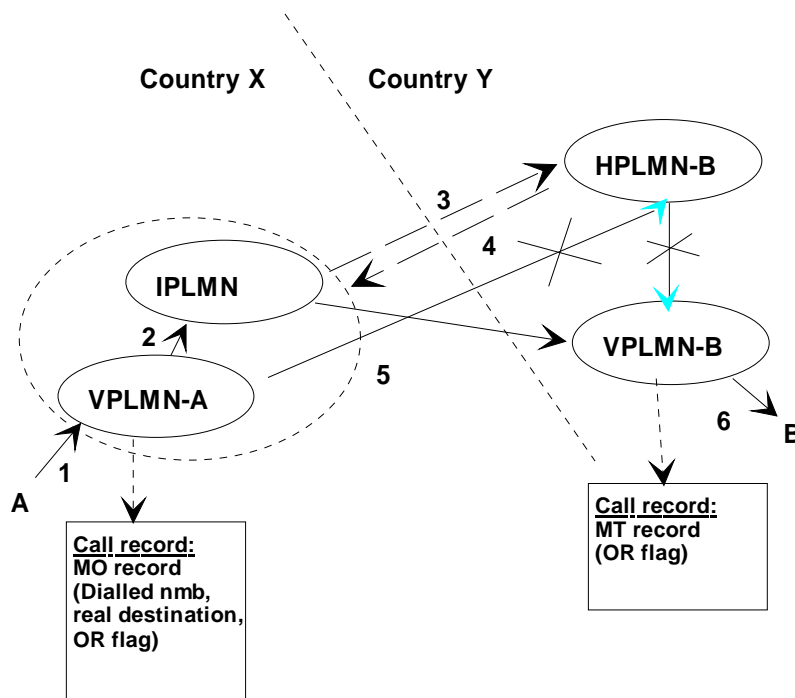 Country X
Country Y
HPLMN-B
3
4
IPLMN
2
VPLMN-B
5
VPLMN-A
6
B
1
A
Call record:
MO record
(Dialled nmb,
real destination,
OR flag)
Call record:
MT record
(OR flag)